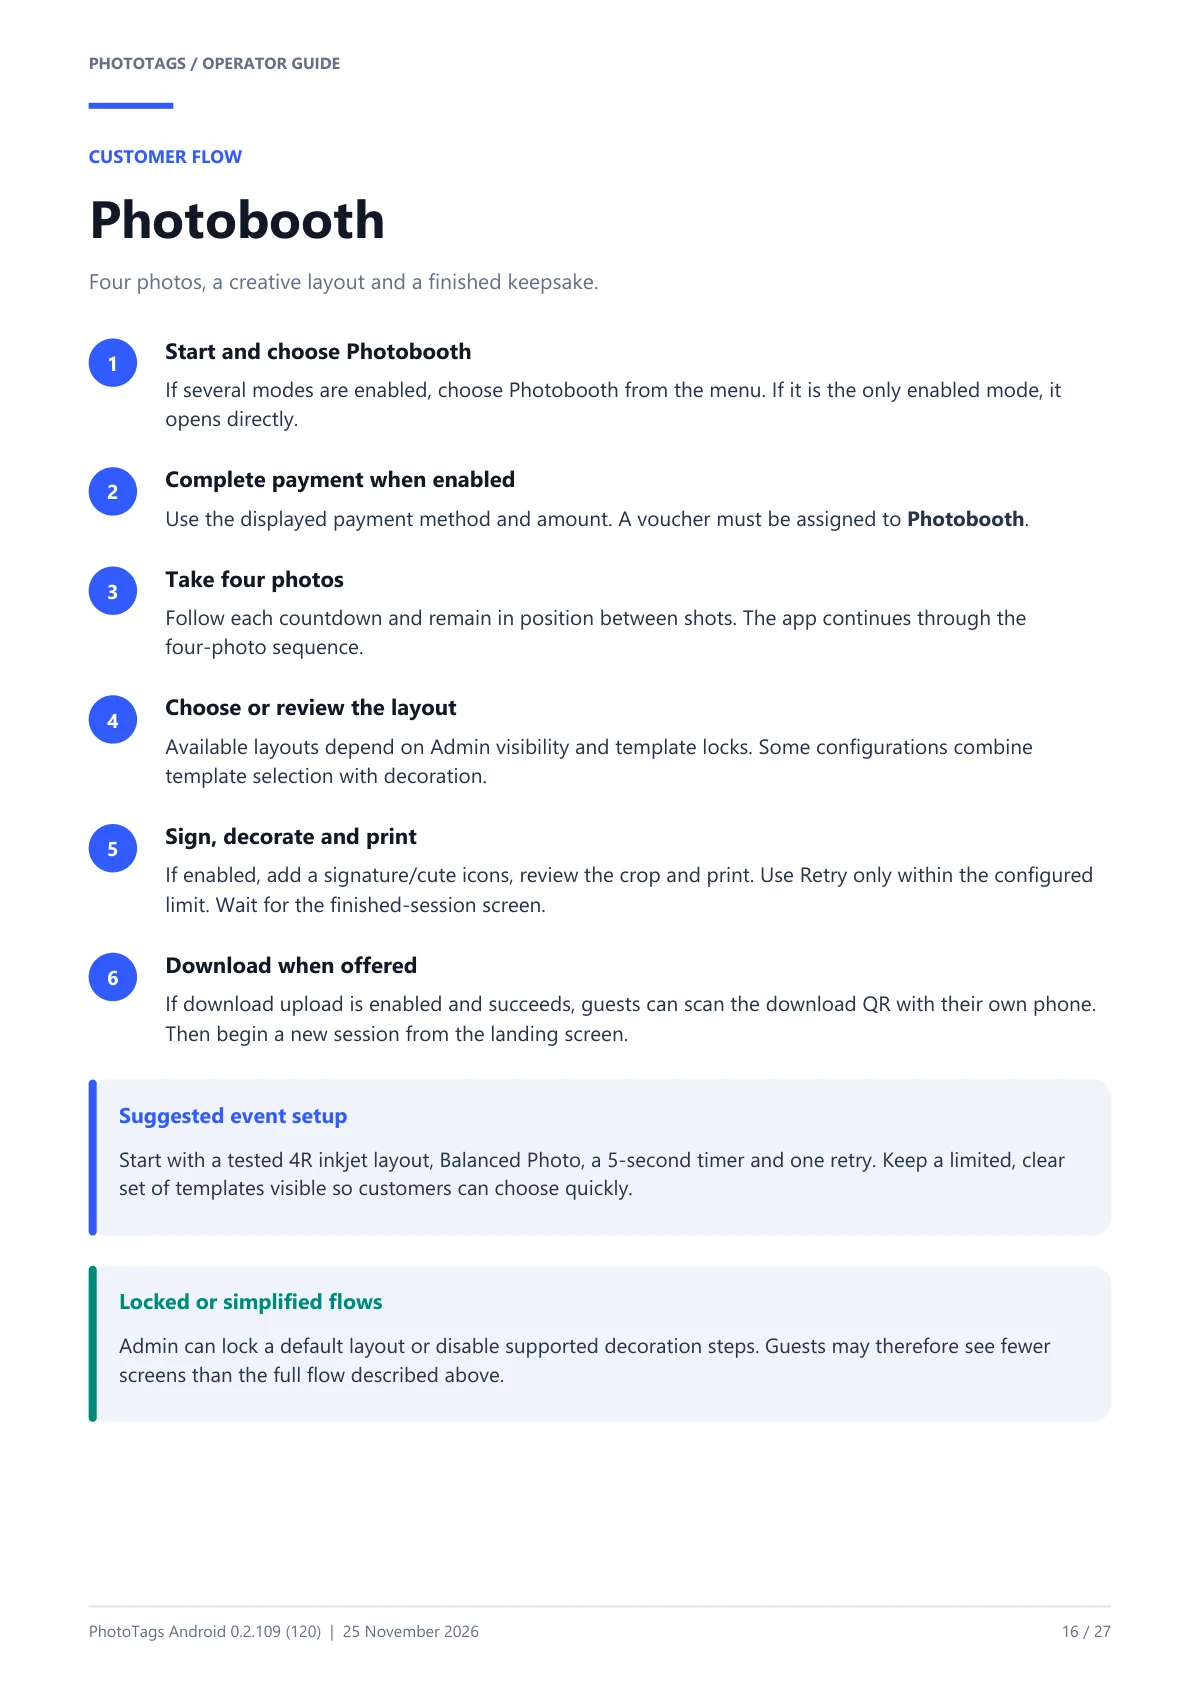 PHOTOTAGS / OPERATOR GUIDE
CUSTOMER FLOW
Photobooth
Four photos, a creative layout and a finished keepsake.
1
Start and choose Photobooth
If several modes are enabled, choose Photobooth from the menu. If it is the only enabled mode, it
opens directly.
2
Complete payment when enabled
Use the displayed payment method and amount. A voucher must be assigned to Photobooth.
3
Take four photos
Follow each countdown and remain in position between shots. The app continues through the
four-photo sequence.
4
Choose or review the layout
Available layouts depend on Admin visibility and template locks. Some configurations combine
template selection with decoration.
5
Sign, decorate and print
If enabled, add a signature/cute icons, review the crop and print. Use Retry only within the configured
limit. Wait for the finished-session screen.
6
Download when offered
If download upload is enabled and succeeds, guests can scan the download QR with their own phone.
Then begin a new session from the landing screen.
Suggested event setup
Start with a tested 4R inkjet layout, Balanced Photo, a 5-second timer and one retry. Keep a limited, clear
set of templates visible so customers can choose quickly.
Locked or simplified flows
Admin can lock a default layout or disable supported decoration steps. Guests may therefore see fewer
screens than the full flow described above.
PhotoTags Android 0.2.109 (120) | 25 November 2026
16 / 27